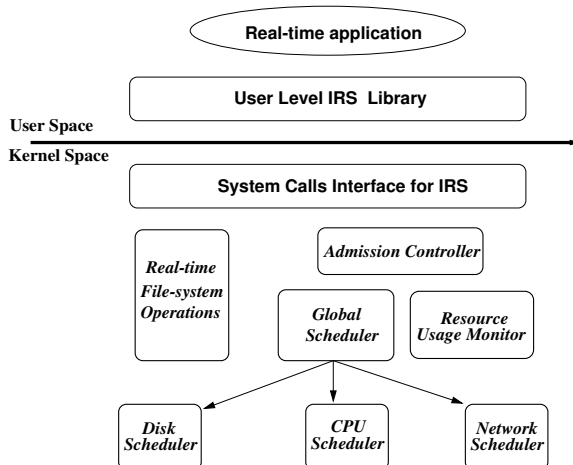 Real-time application
User Level IRS Library
User Space
Kernel Space
System Calls Interface for IRS
Real-time
File-system
Operations
Admission Controller
Global
Scheduler
Resource
Usage Monitor
Disk
Scheduler
CPU
Scheduler
Network
Scheduler